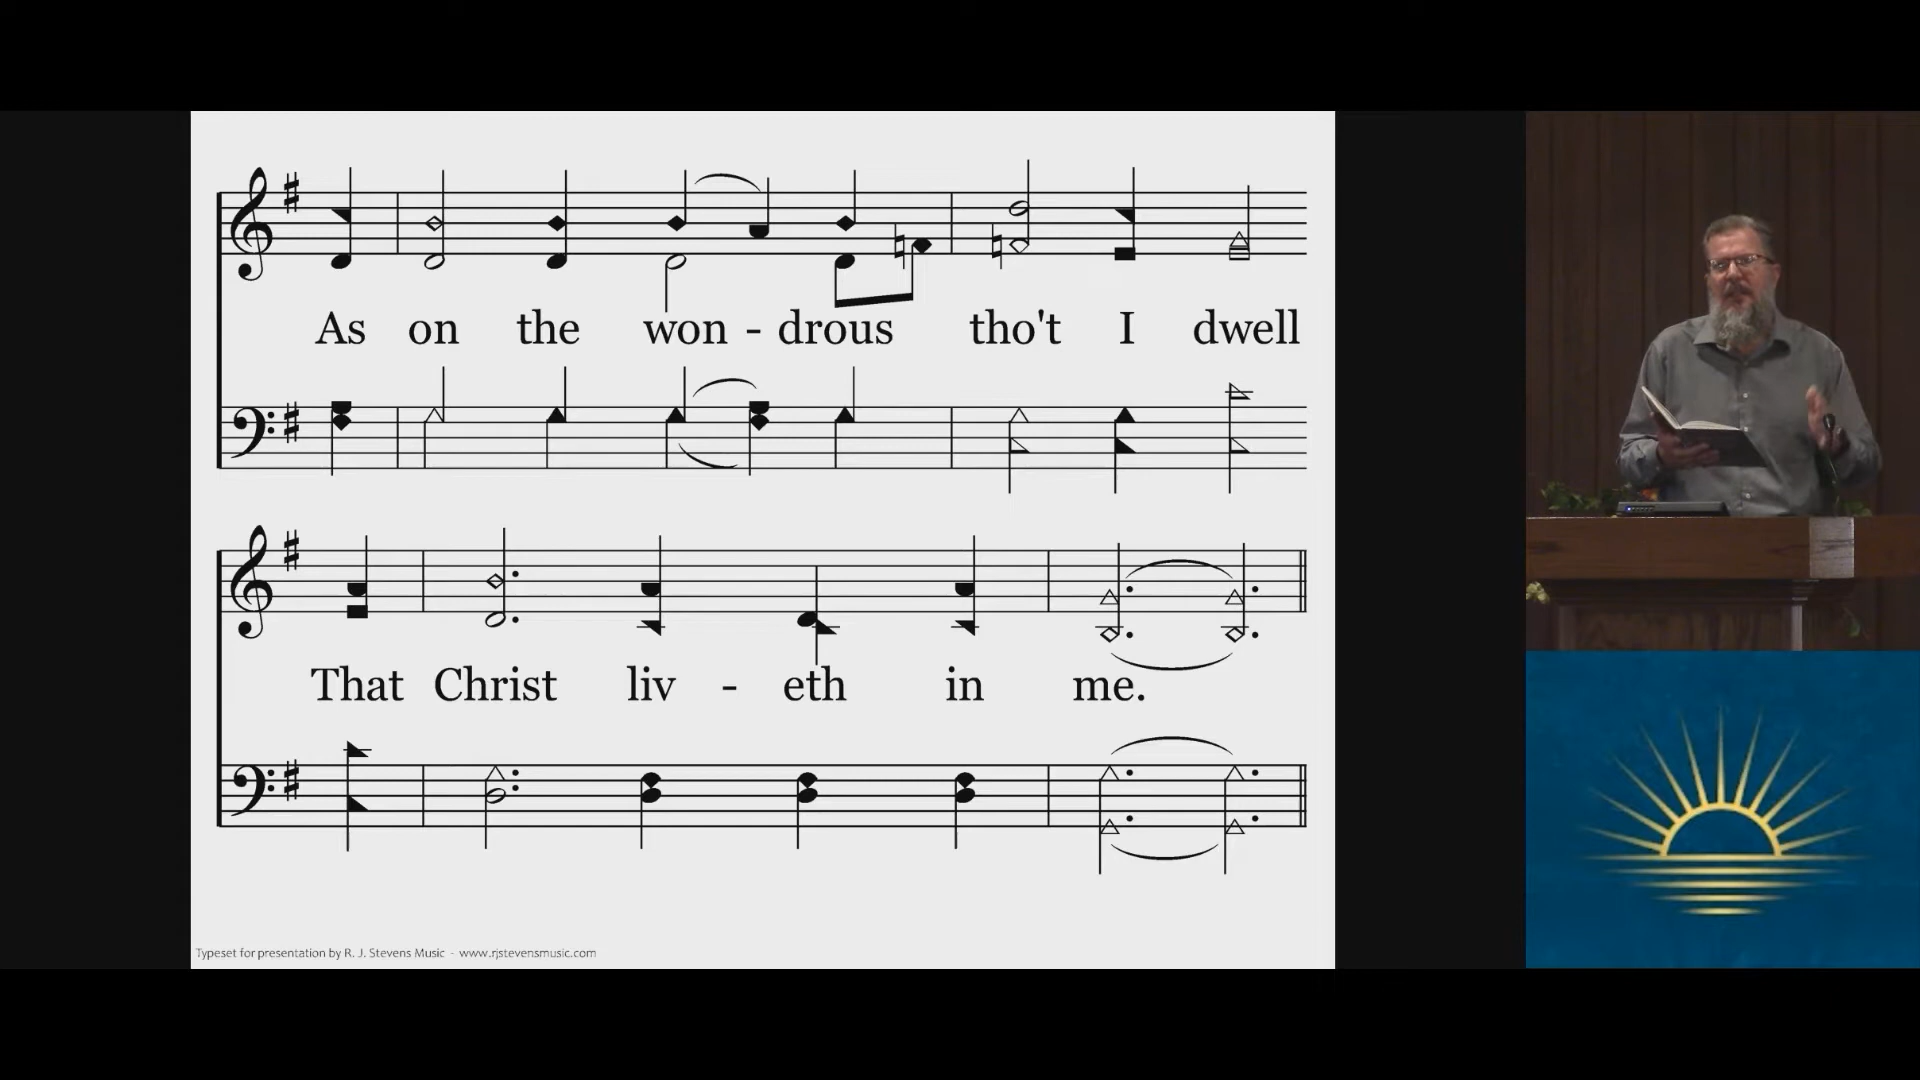 As on the won - drous tho't I dwell
That Christ liv - eth in me.
Typeset for presentation by R. J. Stevens Music - www.rjstevensmusic.com